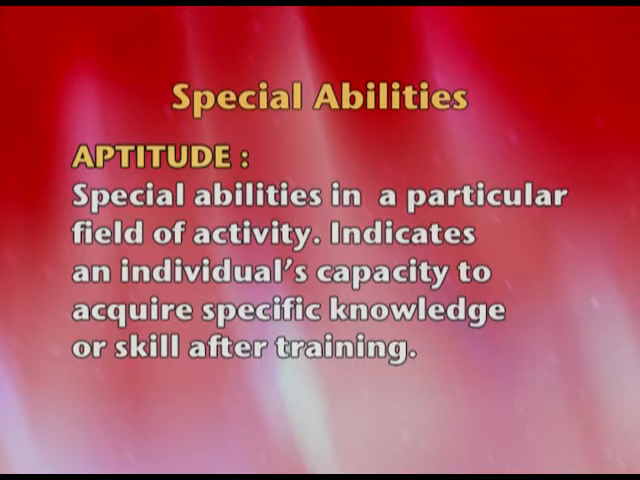 Special Abilities
APTITUDE :
Special abilities in a particular
field of activity. Indicates
an individual's capacity to
acquire specific knowledge
or skill after training.